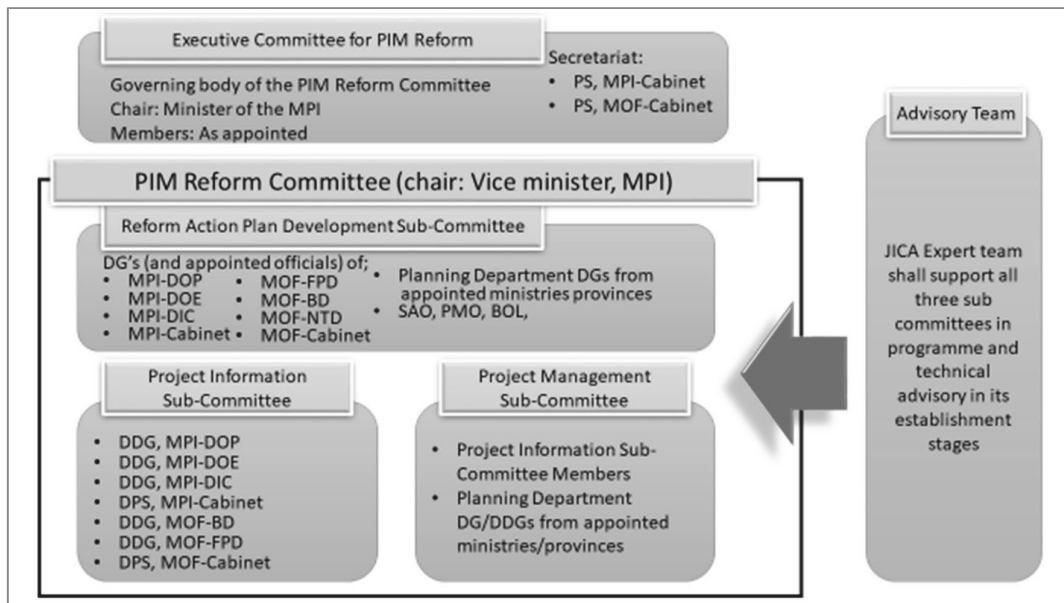 Executive Committee for PIM Reform
Governing body of the PIM Reform Committee
Chair: Minister of the MPI
Members: As appointed
Secretariat:
• PS, MPI-Cabinet
• PS, MOF-Cabinet
PIM Reform Committee (chair: Vice minister, MPI)
Reform Action Plan Development Sub-Committee
DG's (and appointed officials) of;
• MPI-DOP
• MPI-DOE
• MPI-DIC
• MPI-Cabinet
• MOF-FPD
• MOF-BD
• MOF-NTD
• MOF-Cabinet
• Planning Department DGs from
appointed ministries provinces
• SAO, PMO, BOL,
Project Information
Sub-Committee
• DDG, MPI-DOP
• DDG, MPI-DOE
• DDG, MPI-DIC
• DPS, MPI-Cabinet
• DDG, MOF-BD
• DDG, MOF-FPD
• DPS, MOF-Cabinet
Project Management
Sub-Committee
• Project Information Sub-
Committee Members
• Planning Department
DG/DDGs from appointed
ministries/provinces
Advisory Team
JICA Expert team
shall support all
three sub
committees in
programme and
technical
advisory in its
establishment
stages